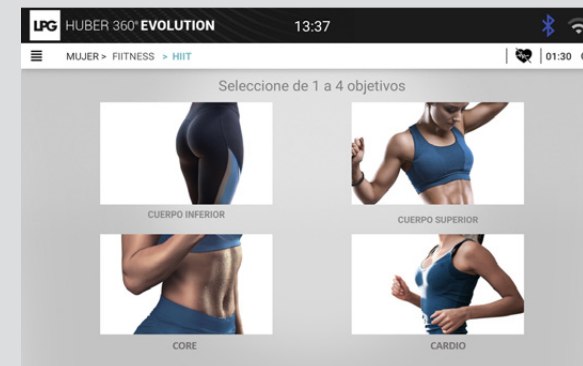 LPG HUBER 360° EVOLUTION 13:37
MUJER > FIITNESS > HIIT 01:30
Seleccione de 1 a 4 objetivos
CUERPO INFERIOR CUERPO SUPERIOR
CORE CARDIO